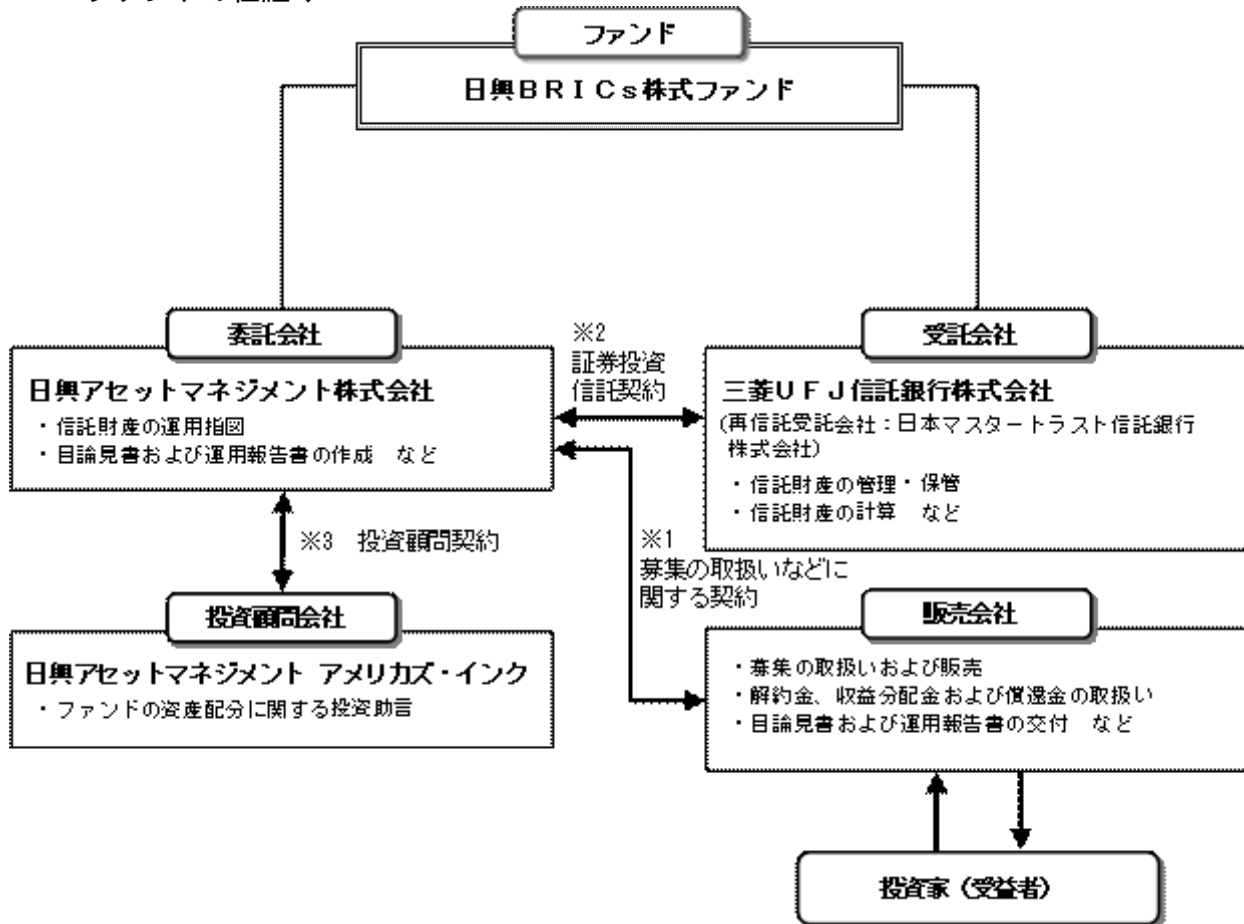 ファンド
日興ＢＲＩＣｓ株式ファンド
委託会社
日興アセットマネジメント株式会社
・信託財産の運用指図
・目論見書および運用報告書の作成　など
※2
証券投資
信託契約
受託会社
三菱ＵＦＪ信託銀行株式会社
(再信託受託会社：日本マスタートラスト信託銀行
株式会社)
・信託財産の管理・保管
・信託財産の計算　など
※3　投資顧問契約
※1
募集の取扱いなどに
関する契約
投資顧問会社
日興アセットマネジメント アメリカズ・インク
・ファンドの資産配分に関する投資助言
販売会社
・募集の取扱いおよび販売
・解約金、収益分配金および償還金の取扱い
・目論見書および運用報告書の交付　など
投資家（受益者）